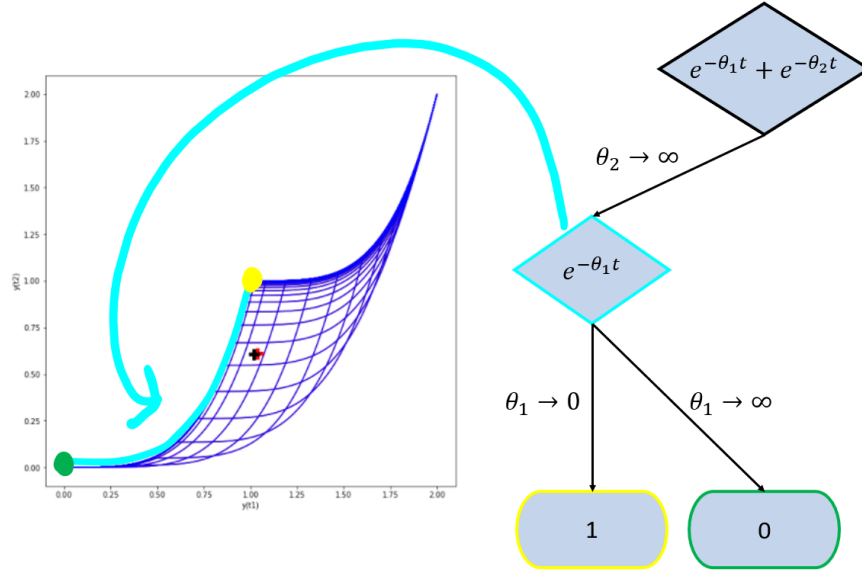 e^{-θ_1 t} + e^{-θ_2 t}
θ_2 → ∞
e^{-θ_1 t}
θ_1 → 0
θ_1 → ∞
1
0
y(t2)
2.00
1.75
1.50
1.25
1.00
0.75
0.50
0.25
0.00
0.00 0.25 0.50 0.75 1.00 1.25 1.50 1.75 2.00
y(t1)